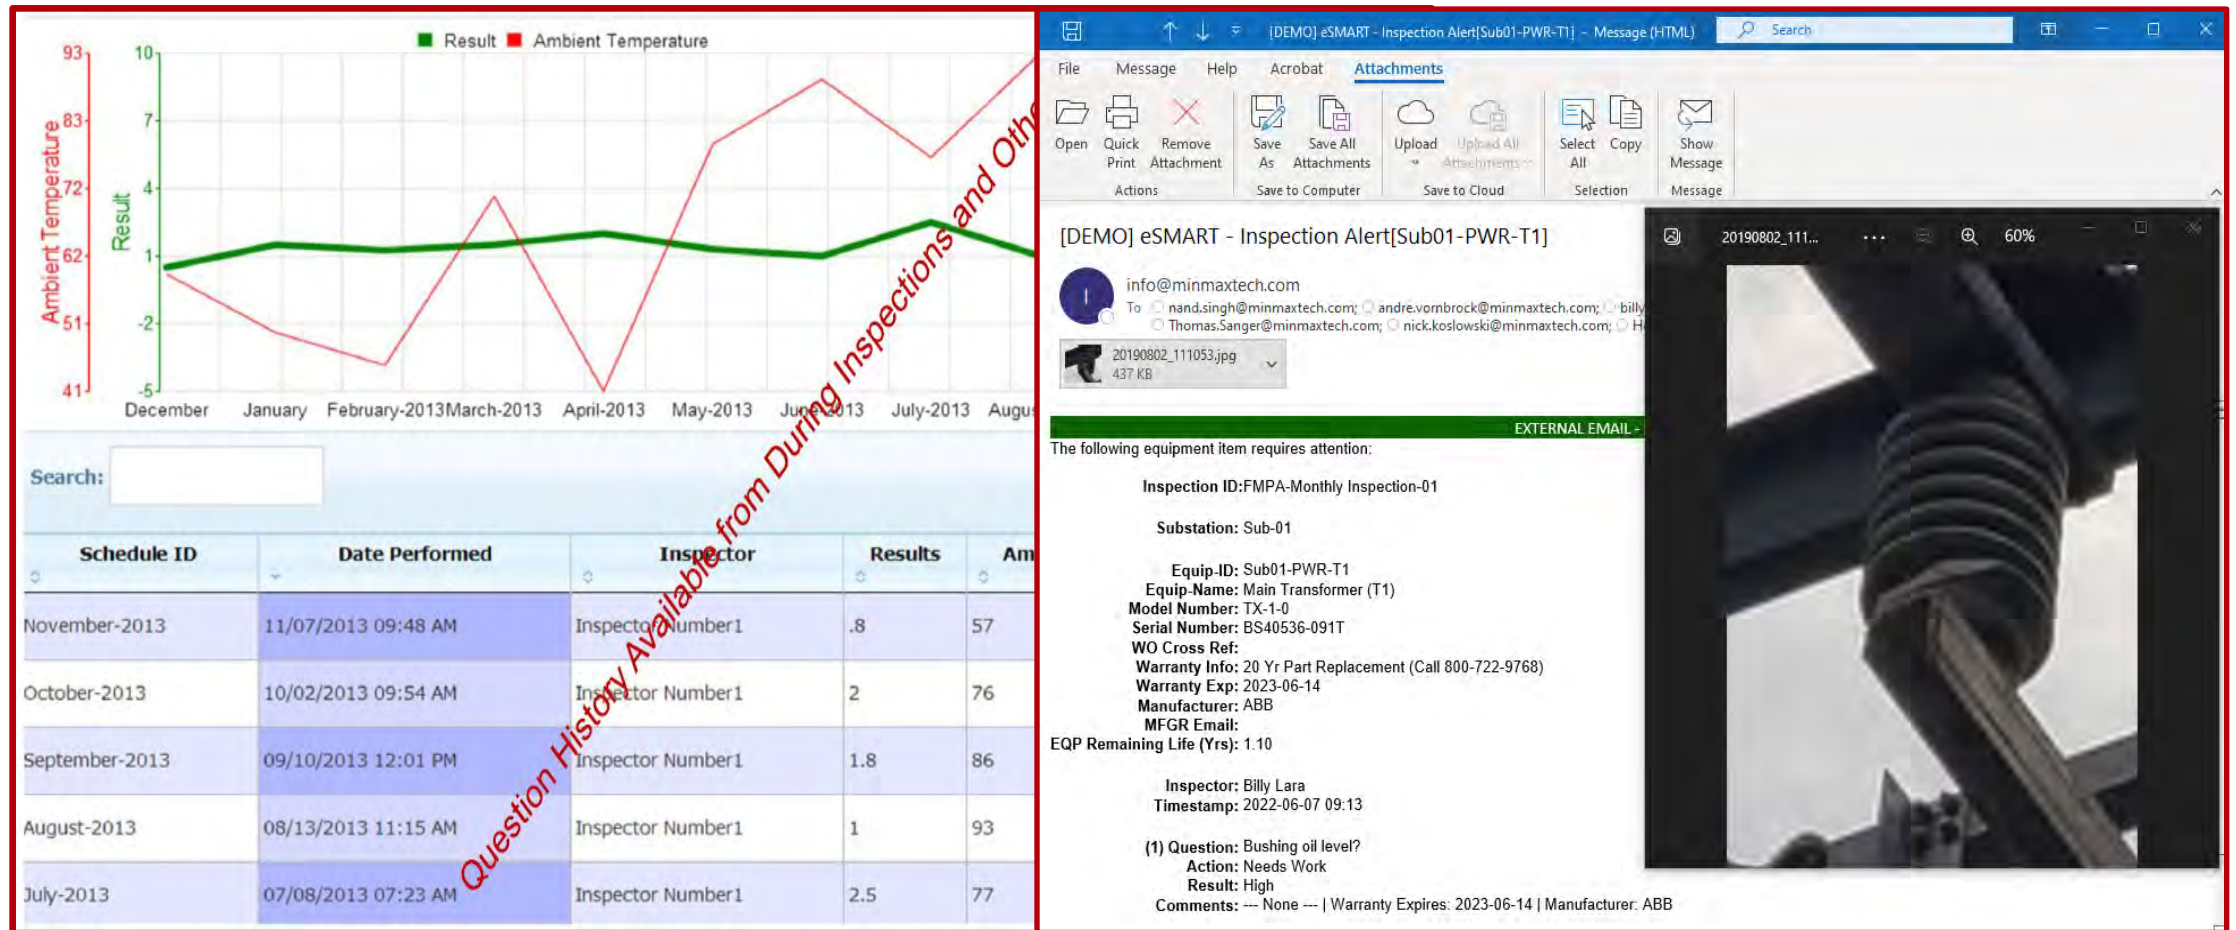 Result Ambient Temperature
93
83
72
62
51
41
Ambient Temperature
10
7
4
1
-2
-5
Result
December January February-2013 March-2013 April-2013 May-2013 June-2013 July-2013 Augus
Search:
Schedule ID Date Performed Inspector Results Am
November-2013 11/07/2013 09:48 AM Inspector Number1 .8 57
October-2013 10/02/2013 09:54 AM Inspector Number1 2 76
September-2013 09/10/2013 12:01 PM Inspector Number1 1.8 86
August-2013 08/13/2013 11:15 AM Inspector Number1 1 93
July-2013 07/08/2013 07:23 AM Inspector Number1 2.5 77
Question History Available from During Inspections and Othe
[DEMO] eSMART - Inspection Alert[Sub01-PWR-T1] - Message (HTML) Search
File Message Help Acrobat Attachments
Open Quick Print Remove Attachment Save As Save All Attachments Upload Upload All Attachments Select All Copy Show Message
Actions Save to Computer Save to Cloud Selection Message
[DEMO] eSMART - Inspection Alert[Sub01-PWR-T1]
I
info@minmaxtech.com
To nand.singh@minmaxtech.com; andre.vornbrock@minmaxtech.com; billy
Thomas.Sanger@minmaxtech.com; nick.koslowski@minmaxtech.com; H
20190802_111053.jpg
437 KB
20190802_111... ... 60%
EXTERNAL EMAIL -
The following equipment item requires attention:
Inspection ID:FMPA-Monthly Inspection-01
Substation: Sub-01
Equip-ID: Sub01-PWR-T1
Equip-Name: Main Transformer (T1)
Model Number: TX-1-0
Serial Number: BS40536-091T
WO Cross Ref:
Warranty Info: 20 Yr Part Replacement (Call 800-722-9768)
Warranty Exp: 2023-06-14
Manufacturer: ABB
MFGR Email:
EQP Remaining Life (Yrs): 1.10
Inspector: Billy Lara
Timestamp: 2022-06-07 09:13
(1) Question: Bushing oil level?
Action: Needs Work
Result: High
Comments: --- None --- | Warranty Expires: 2023-06-14 | Manufacturer: ABB